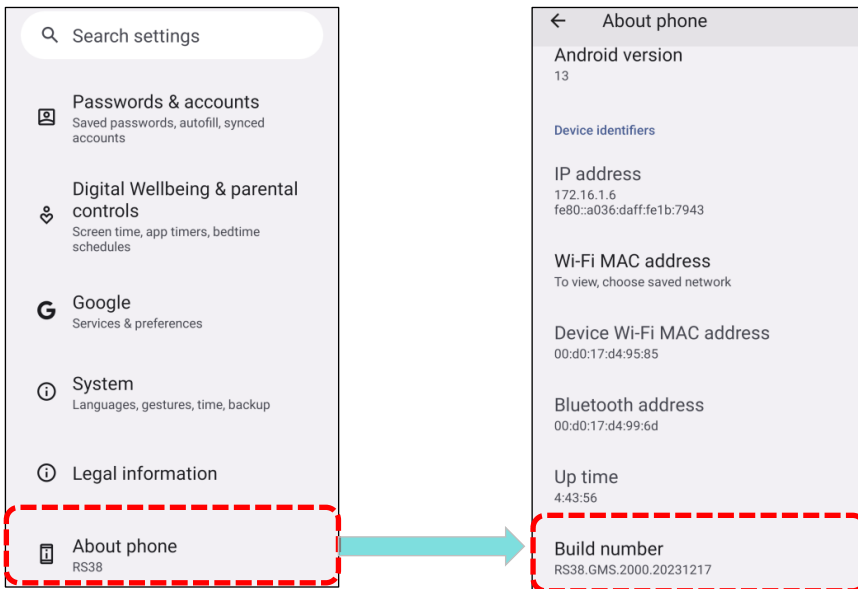 Search settings
Passwords & accounts
Saved passwords, autofill, synced
accounts
Digital Wellbeing & parental
controls
Screen time, app timers, bedtime
schedules
Google
Services & preferences
System
Languages, gestures, time, backup
Legal information
About phone
RS38
About phone
Android version
13
Device identifiers
IP address
172.16.1.6
fe80::a036:daff:fe1b:7943
Wi-Fi MAC address
To view, choose saved network
Device Wi-Fi MAC address
00:d0:17:d4:95:85
Bluetooth address
00:d0:17:d4:99:6d
Up time
4:43:56
Build number
RS38.GMS.2000.20231217